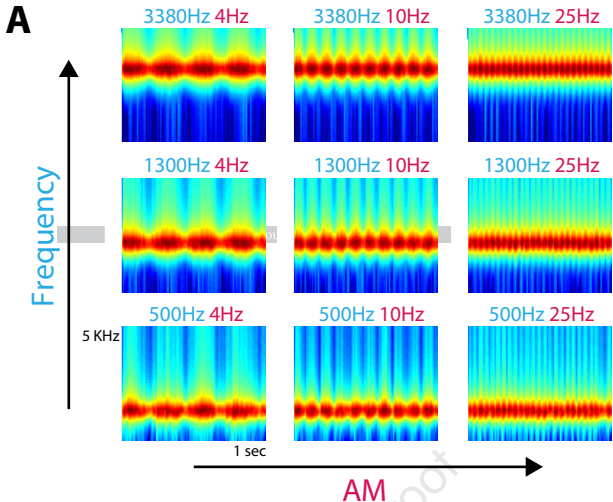 A
3380Hz 4Hz
3380Hz 10Hz
3380Hz 25Hz
1300Hz 4Hz
1300Hz 10Hz
1300Hz 25Hz
Frequency
500Hz 4Hz
500Hz 10Hz
500Hz 25Hz
5 KHz
1 sec
AM